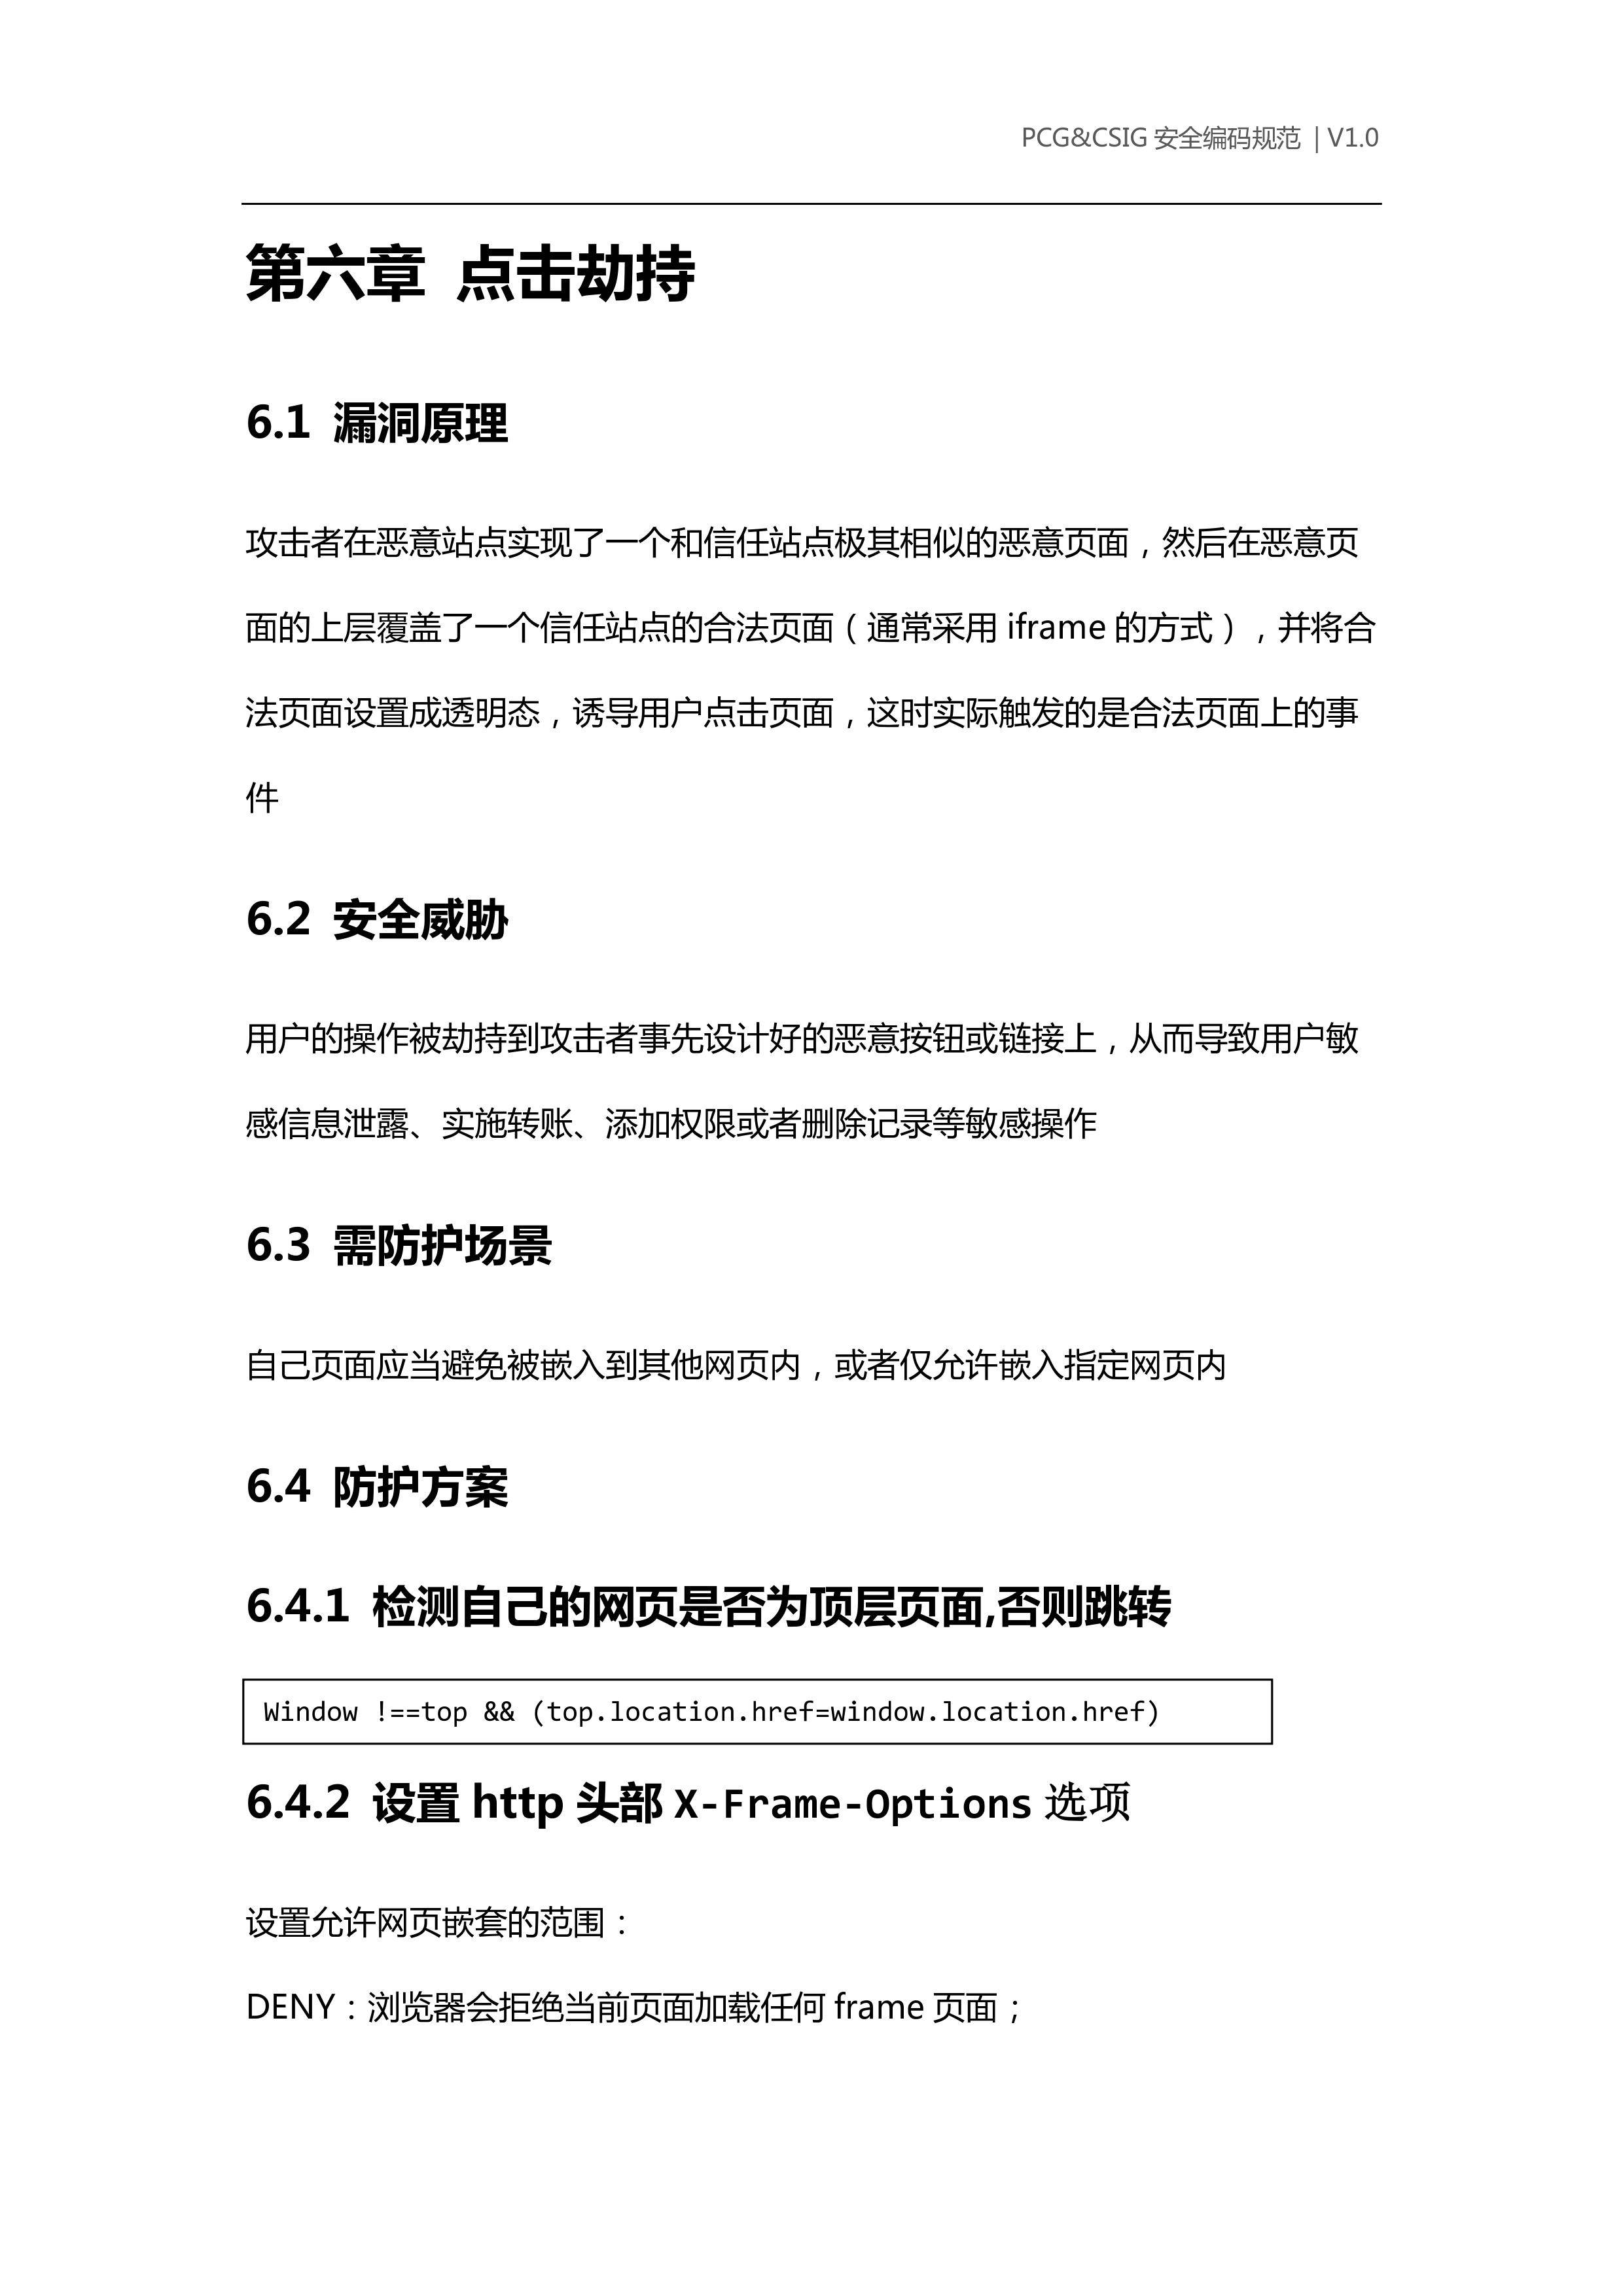 PCG&CSIG 安全编码规范 | V1.0
第六章 点击劫持
6.1 漏洞原理
攻击者在恶意站点实现了一个和信任站点极其相似的恶意页面，然后在恶意页
面的上层覆盖了一个信任站点的合法页面（通常采用 iframe 的方式），并将合
法页面设置成透明态，诱导用户点击页面，这时实际触发的是合法页面上的事
件
6.2 安全威胁
用户的操作被劫持到攻击者事先设计好的恶意按钮或链接上，从而导致用户敏
感信息泄露、实施转账、添加权限或者删除记录等敏感操作
6.3 需防护场景
自己页面应当避免被嵌入到其他网页内，或者仅允许嵌入指定网页内
6.4 防护方案
6.4.1 检测自己的网页是否为顶层页面,否则跳转
Window !==top && (top.location.href=window.location.href)
6.4.2 设置 http 头部 X-Frame-Options 选项
设置允许网页嵌套的范围：
DENY：浏览器会拒绝当前页面加载任何 frame 页面；